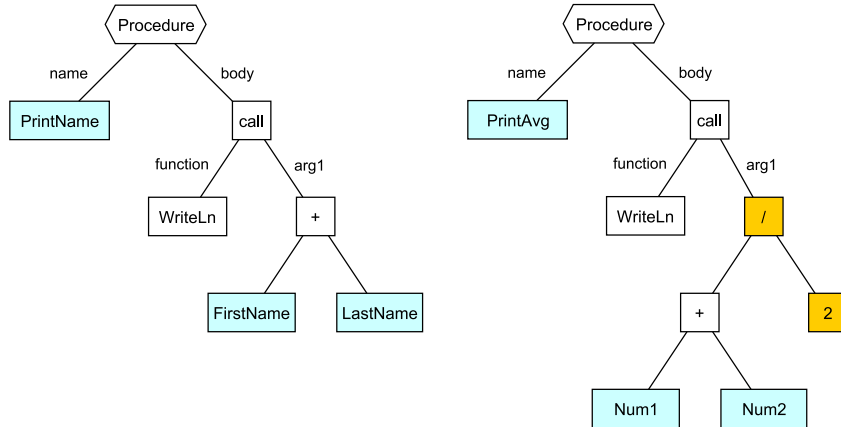 Procedure
name
body
PrintName
call
function
arg1
WriteLn
+
FirstName
LastName
Procedure
name
body
PrintAvg
call
function
arg1
WriteLn
/
+
2
Num1
Num2